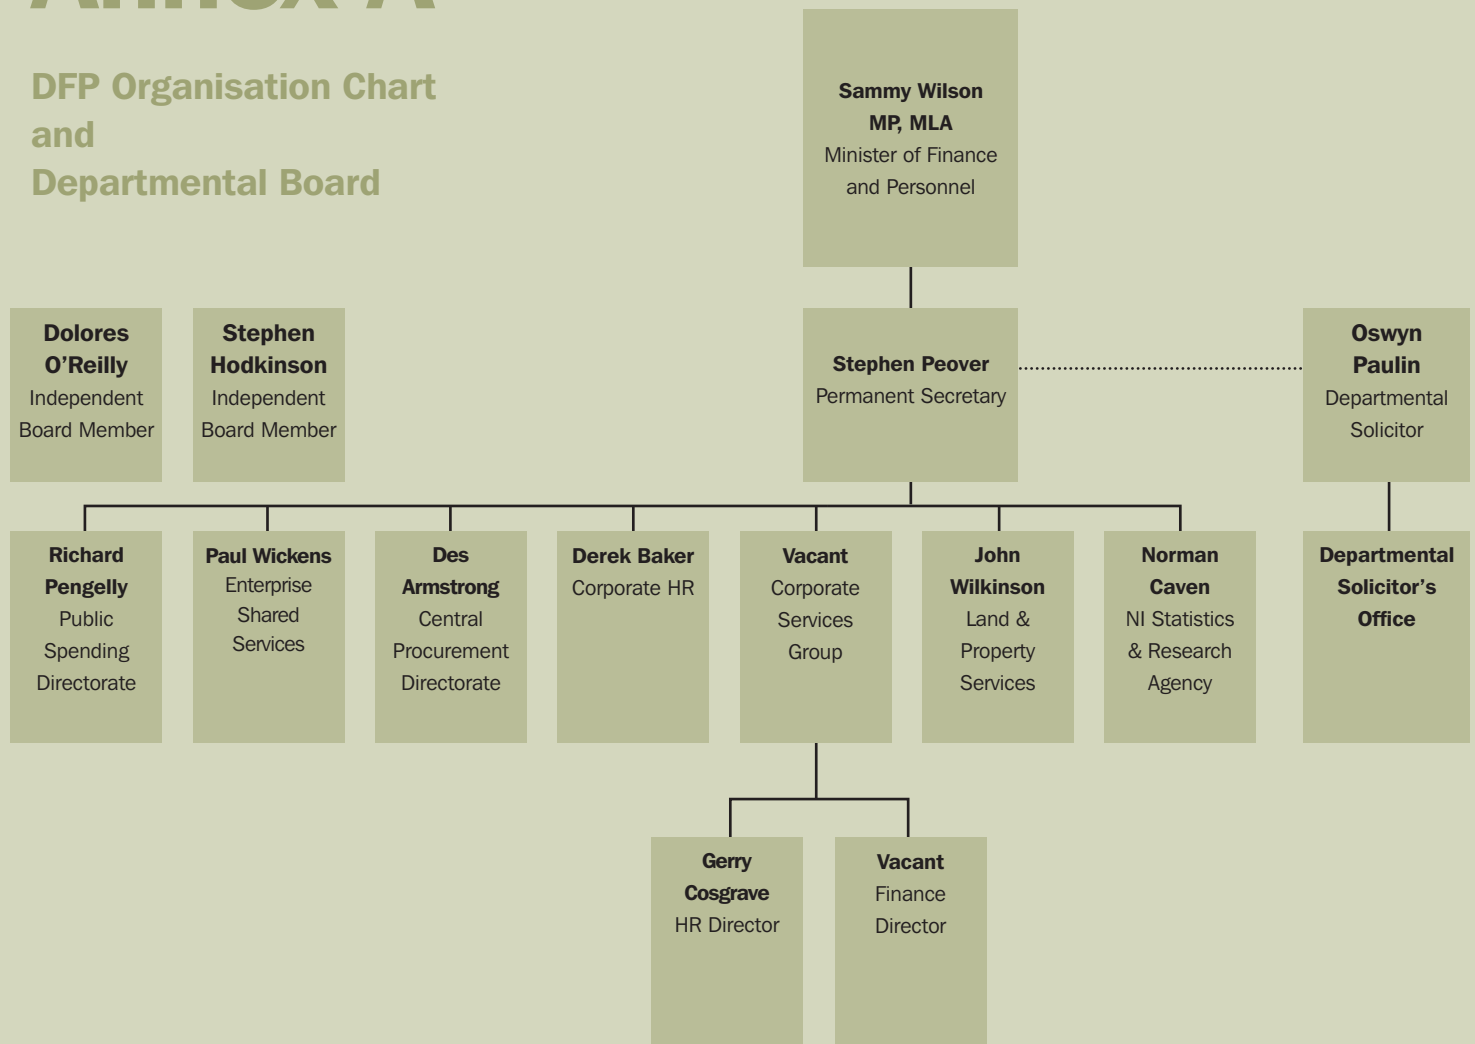 Annex A
DFP Organisation Chart
and
Departmental Board
Sammy Wilson
MP, MLA
Minister of Finance
and Personnel
Dolores
O’Reilly
Independent
Board Member
Stephen
Hodkinson
Independent
Board Member
Stephen Peover
Permanent Secretary
Oswyn
Paulin
Departmental
Solicitor
Richard
Pengelly
Public
Spending
Directorate
Paul Wickens
Enterprise
Shared
Services
Des
Armstrong
Central
Procurement
Directorate
Derek Baker
Corporate HR
Vacant
Corporate
Services
Group
John
Wilkinson
Land &
Property
Services
Norman
Caven
NI Statistics
& Research
Agency
Departmental
Solicitor’s
Office
Gerry
Cosgrave
HR Director
Vacant
Finance
Director